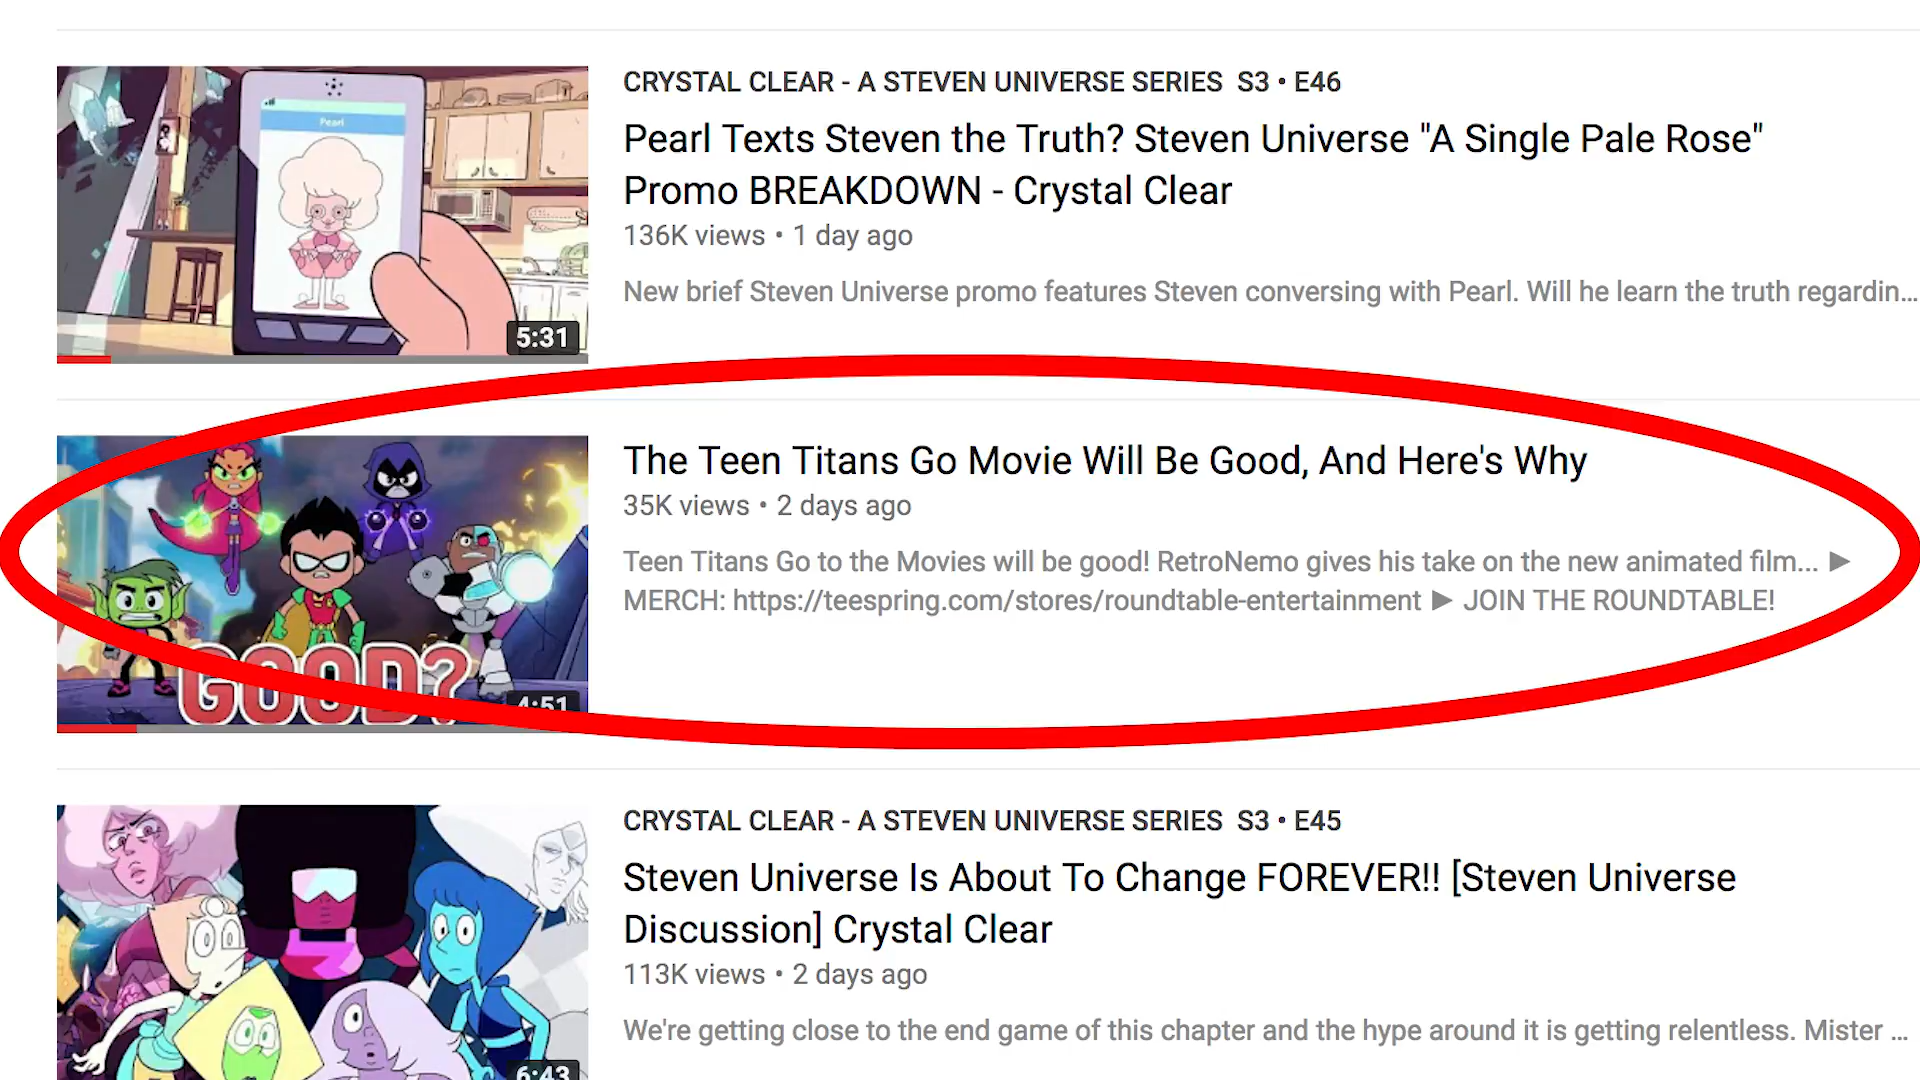 CRYSTAL CLEAR - A STEVEN UNIVERSE SERIES S3 • E46
Pearl Texts Steven the Truth? Steven Universe "A Single Pale Rose"
Promo BREAKDOWN - Crystal Clear
136K views • 1 day ago
New brief Steven Universe promo features Steven conversing with Pearl. Will he learn the truth regardin...
Pearl
5:31
The Teen Titans Go Movie Will Be Good, And Here's Why
35K views • 2 days ago
Teen Titans Go to the Movies will be good! RetroNemo gives his take on the new animated film... ►
MERCH: https://teespring.com/stores/roundtable-entertainment ► JOIN THE ROUNDTABLE!
GOOD?
4:51
CRYSTAL CLEAR - A STEVEN UNIVERSE SERIES S3 • E45
Steven Universe Is About To Change FOREVER!! [Steven Universe
Discussion] Crystal Clear
113K views • 2 days ago
We're getting close to the end game of this chapter and the hype around it is getting relentless. Mister ...
6:43